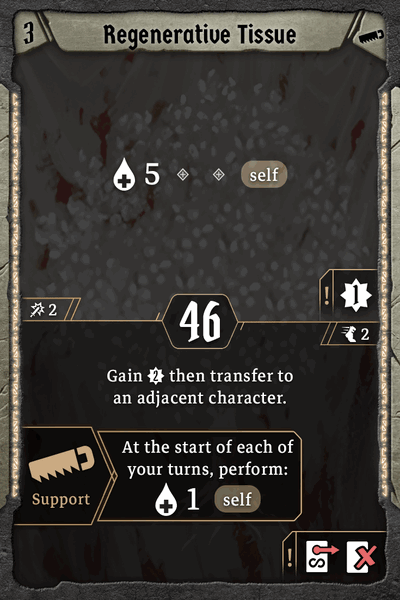 3
Regenerative Tissue
5 self
! 1
2
46
2
Gain 2 then transfer to
an adjacent character.
At the start of each of
your turns, perform:
Support
1 self
! ∞